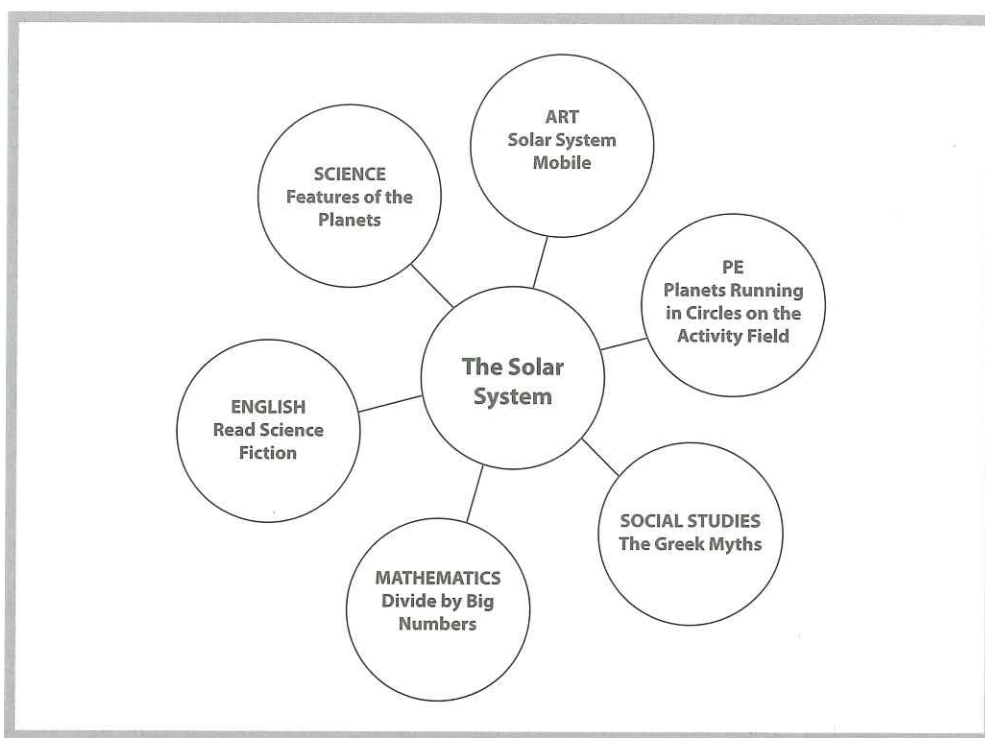 ART
Solar System
Mobile
SCIENCE
Features of the
Planets
PE
Planets Running
in Circles on the
Activity Field
The Solar
System
ENGLISH
Read Science
Fiction
SOCIAL STUDIES
The Greek Myths
MATHEMATICS
Divide by Big
Numbers